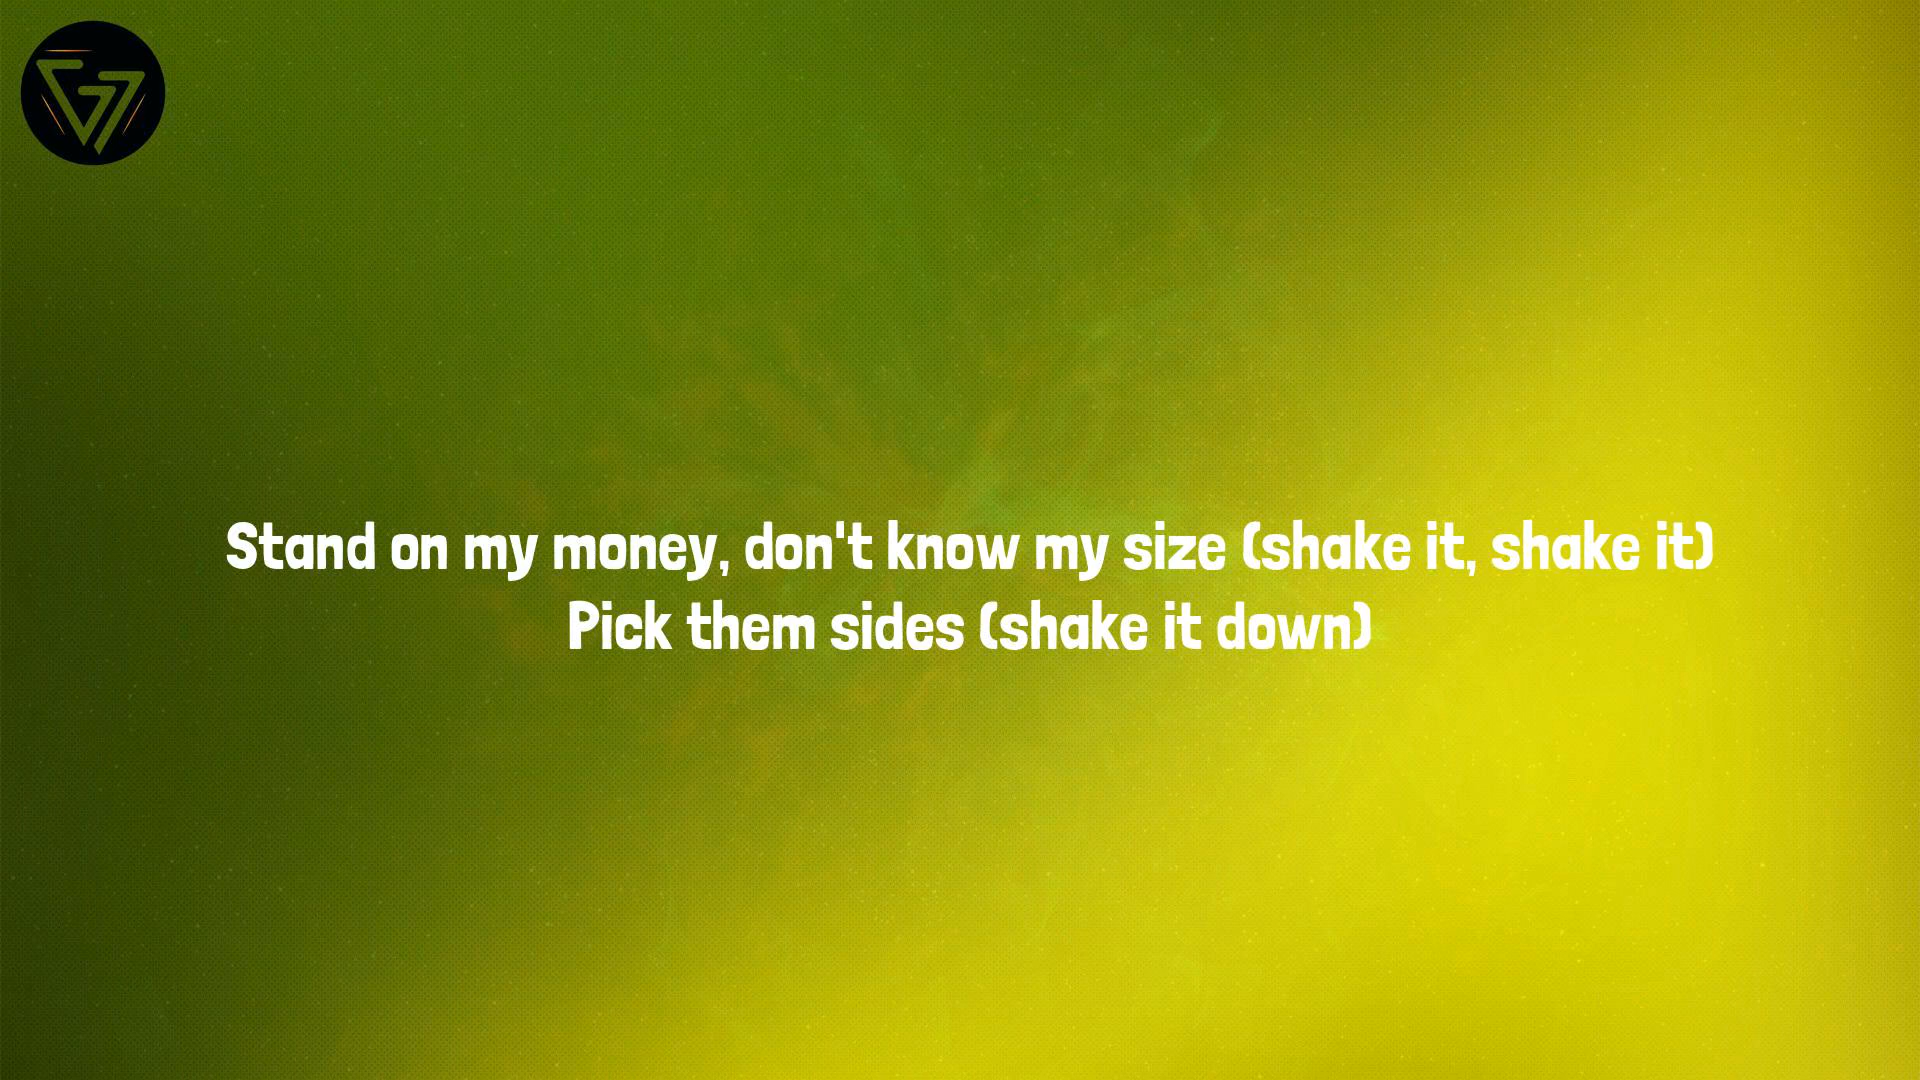 Stand on my money, don't know my size (shake it, shake it)
Pick them sides (shake it down)